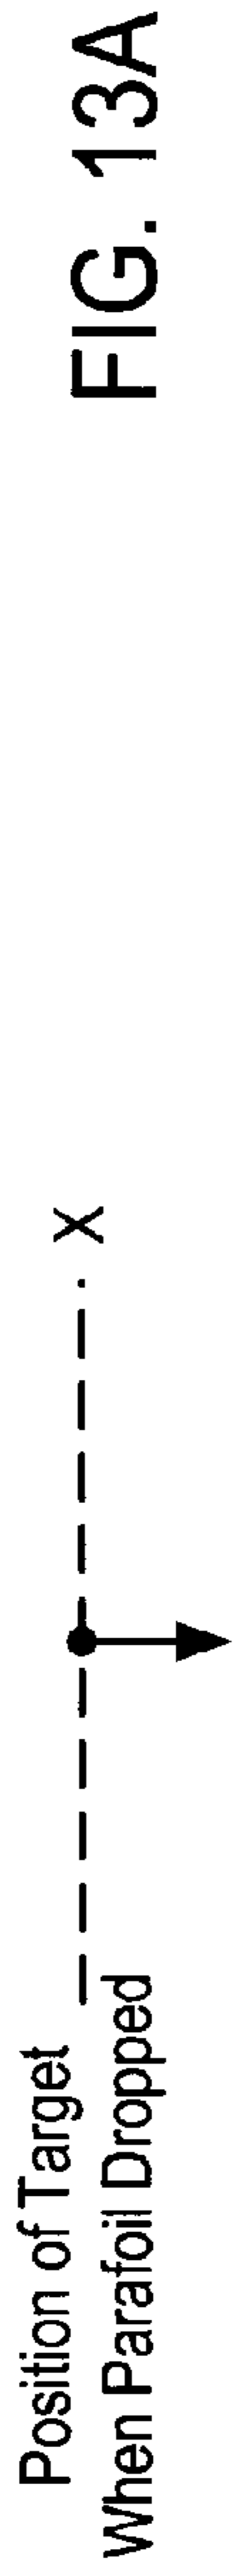 Position of Target
When Parafoil Dropped
X
FIG. 13A